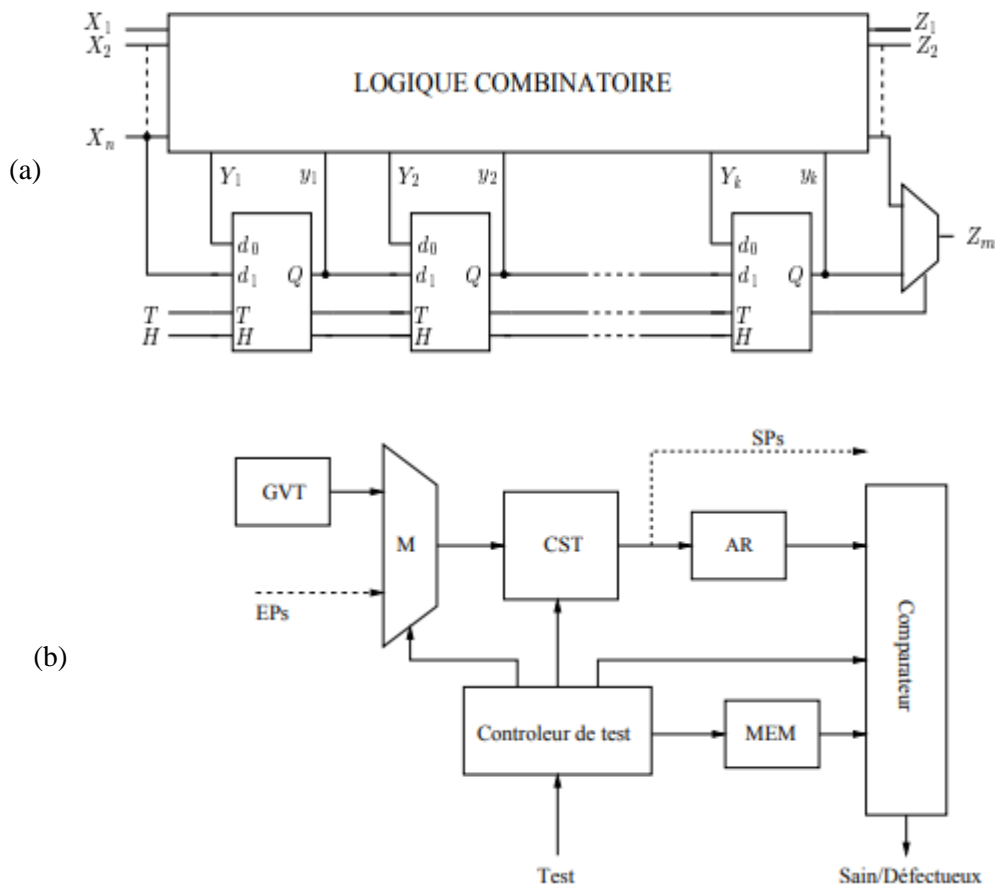 X₁ Z₁
X₂ Z₂
LOGIQUE COMBINATOIRE
Xₙ
(a)
Y₁ y₁ Y₂ y₂ Yₖ yₖ
d₀ d₀ d₀
Zₘ
d₁ Q d₁ Q d₁ Q
T T T T
H H H H
SPs
GVT
M CST AR
EPs
Comparateur
(b)
Controleur de test MEM
Test Sain/Défectueux